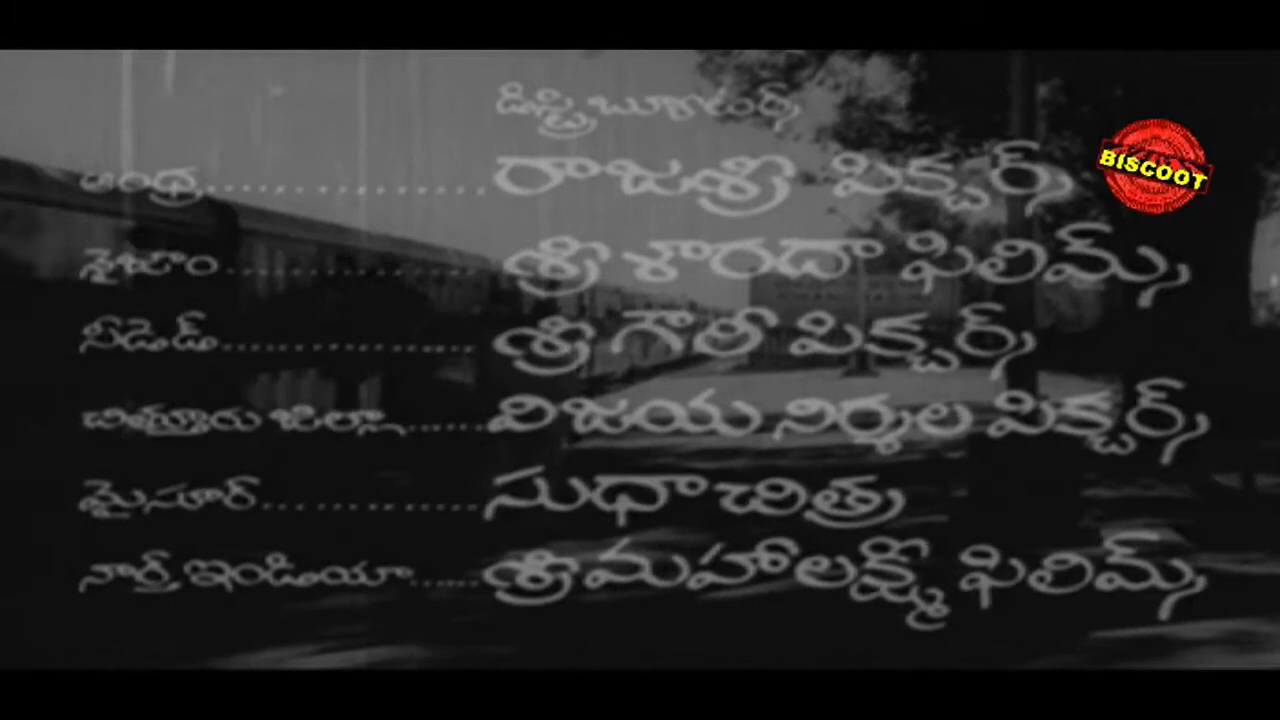 డిస్ట్రిబ్యూటర్స్
ఆంధ్ర................రాజశ్రీ పిక్చర్స్
BISCOOT
నైజాం................శ్రీ శారదా ఫిలిమ్స్
సీడెడ్................శ్రీ గౌరీ పిక్చర్స్
చిత్తూరు జిల్లా......విజయ నిర్మల పిక్చర్స్
మైసూర్................సుధాచిత్ర
నార్త్ ఇండియా......శ్రీ మహాలక్ష్మీ ఫిలిమ్స్